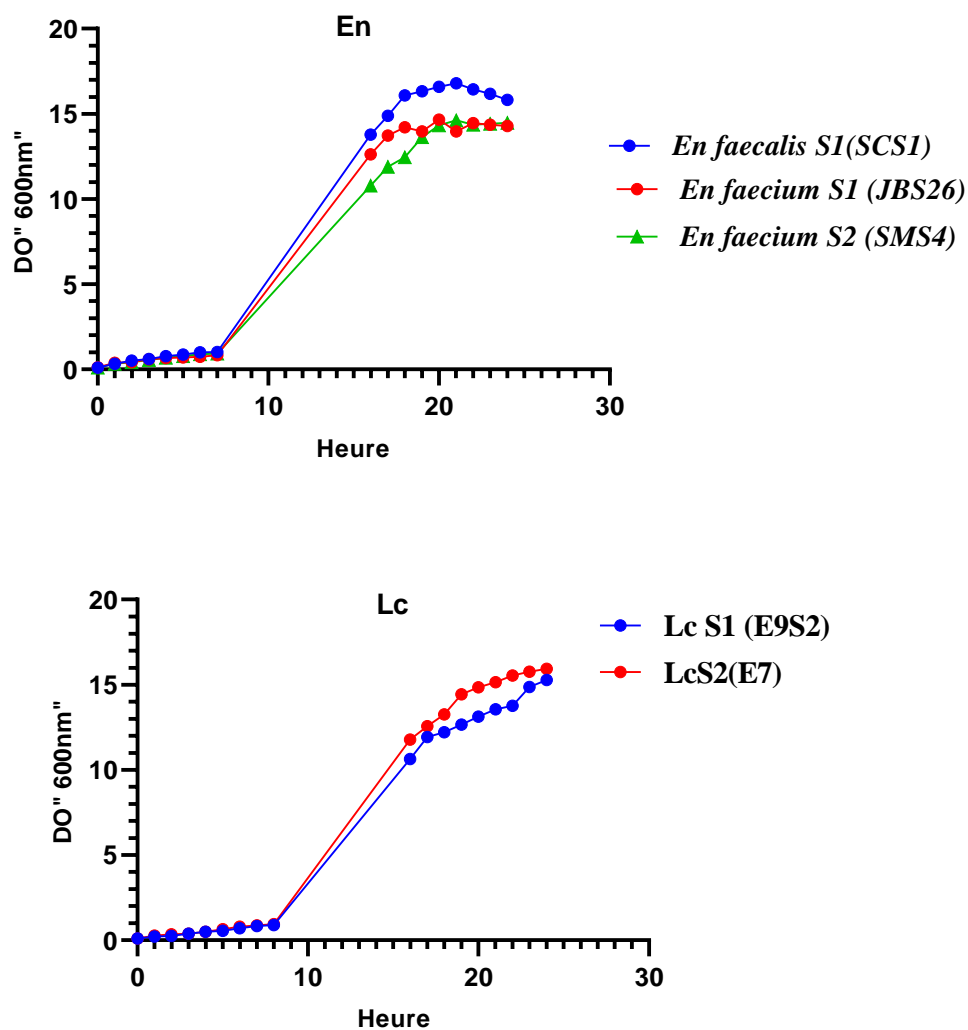 En
20
15
10
5
0
DO" 600nm"
0 10 20 30
Heure
En faecalis S1(SCS1)
En faecium S1 (JBS26)
En faecium S2 (SMS4)
Lc
20
15
10
5
0
DO" 600nm"
0 10 20 30
Heure
Lc S1 (E9S2)
LcS2(E7)